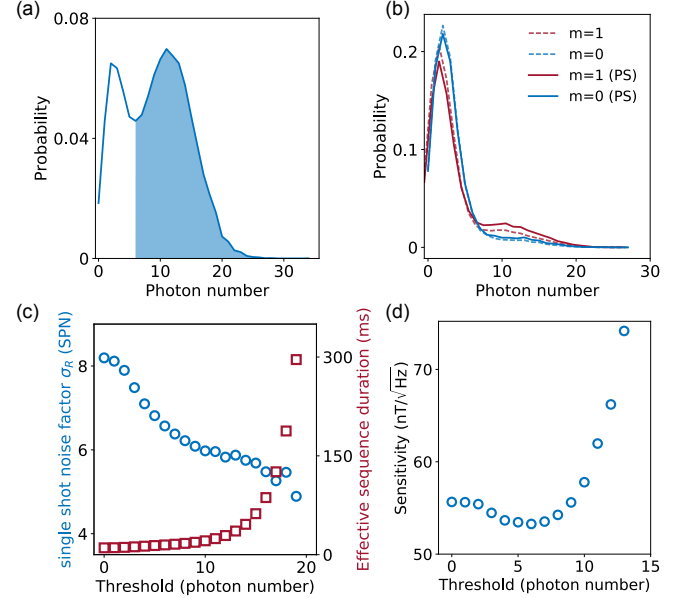 (a)
0.08
0.04
0
Probability
0
10
20
30
Photon number
(b)
0.2
0.1
0
Probability
m=1
m=0
m=1 (PS)
m=0 (PS)
0
10
20
30
Photon number
(c)
8
6
4
single shot noise factor σR (SPN)
300
150
0
Effective sequence duration (ms)
0
10
20
Threshold (photon number)
(d)
70
60
50
Sensitivity (nT/√Hz)
0
5
10
15
Threshold (photon number)